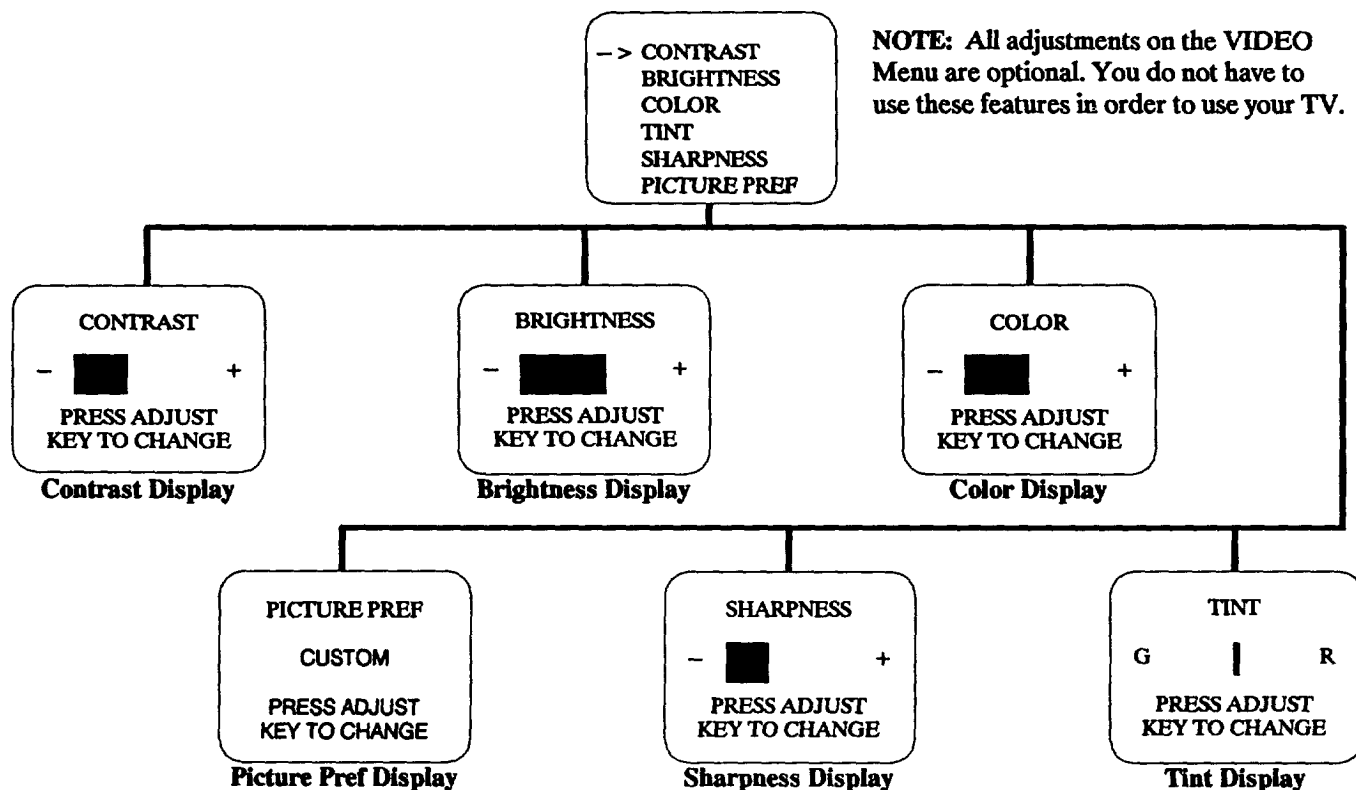 -> CONTRAST
BRIGHTNESS
COLOR
TINT
SHARPNESS
PICTURE PREF
NOTE: All adjustments on the VIDEO
Menu are optional. You do not have to
use these features in order to use your TV.
CONTRAST
- +
PRESS ADJUST
KEY TO CHANGE
Contrast Display
BRIGHTNESS
- +
PRESS ADJUST
KEY TO CHANGE
Brightness Display
COLOR
- +
PRESS ADJUST
KEY TO CHANGE
Color Display
PICTURE PREF
CUSTOM
PRESS ADJUST
KEY TO CHANGE
Picture Pref Display
SHARPNESS
- +
PRESS ADJUST
KEY TO CHANGE
Sharpness Display
TINT
G R
PRESS ADJUST
KEY TO CHANGE
Tint Display